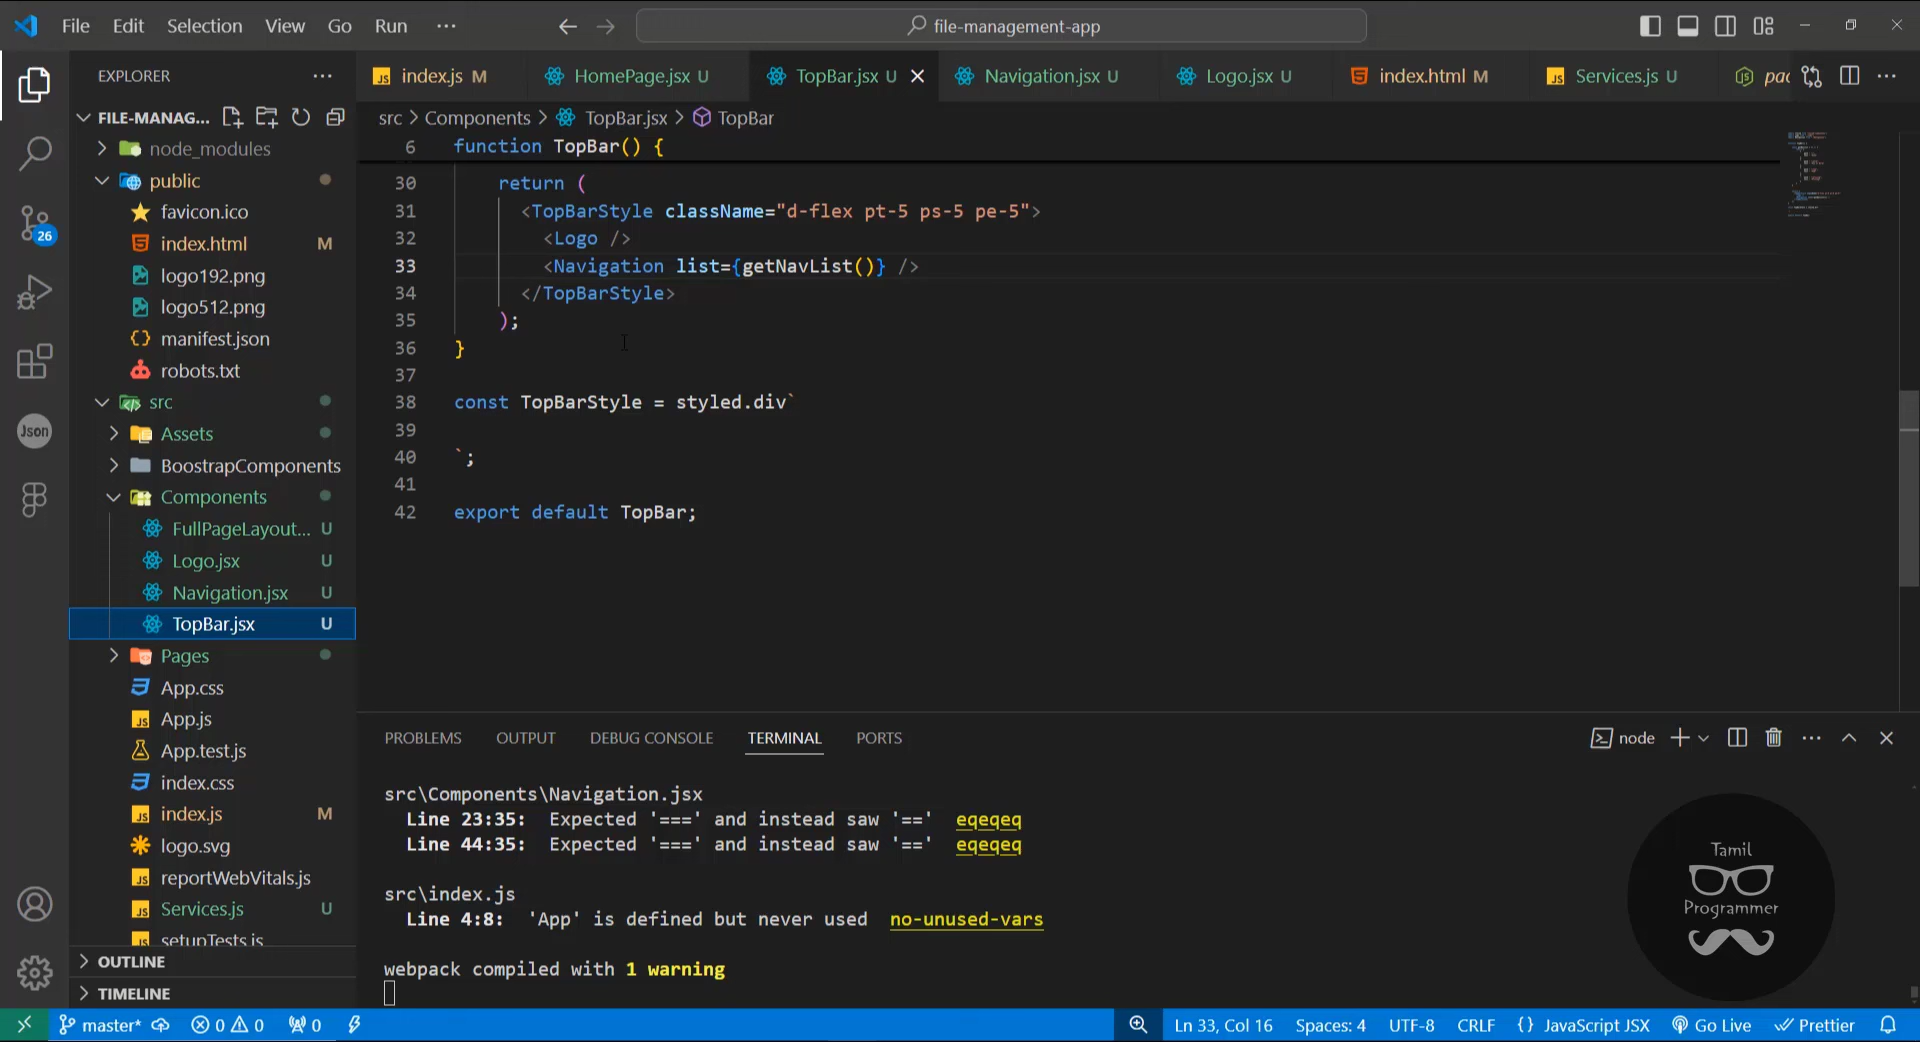 File Edit Selection View Go Run ··· file-management-app
EXPLORER ···
FILE-MANAG...
node_modules
public
favicon.ico
index.html M
logo192.png
logo512.png
manifest.json
robots.txt
src
Assets
BoostrapComponents
Components
FullPageLayout... U
Logo.jsx U
Navigation.jsx U
TopBar.jsx U
Pages
App.css
App.js
App.test.js
index.css
index.js M
logo.svg
reportWebVitals.js
Services.js U
setupTests.js
OUTLINE
TIMELINE
26
Json
index.js M HomePage.jsx U TopBar.jsx U Navigation.jsx U Logo.jsx U index.html M Services.js U pac
src > Components > TopBar.jsx > TopBar
6 function TopBar() {
30 return (
31 <TopBarStyle className="d-flex pt-5 ps-5 pe-5">
32 <Logo />
33 <Navigation list={getNavList()} />
34 </TopBarStyle>
35 );
36 }
37
38 const TopBarStyle = styled.div`
39
40 `;
41
42 export default TopBar;
PROBLEMS OUTPUT DEBUG CONSOLE TERMINAL PORTS node
src\Components\Navigation.jsx
Line 23:35: Expected '===' and instead saw '==' eqeqeq
Line 44:35: Expected '===' and instead saw '==' eqeqeq
src\index.js
Line 4:8: 'App' is defined but never used no-unused-vars
webpack compiled with 1 warning
Tamil
Programmer
master* 0 0 0 Ln 33, Col 16 Spaces: 4 UTF-8 CRLF {} JavaScript JSX Go Live Prettier